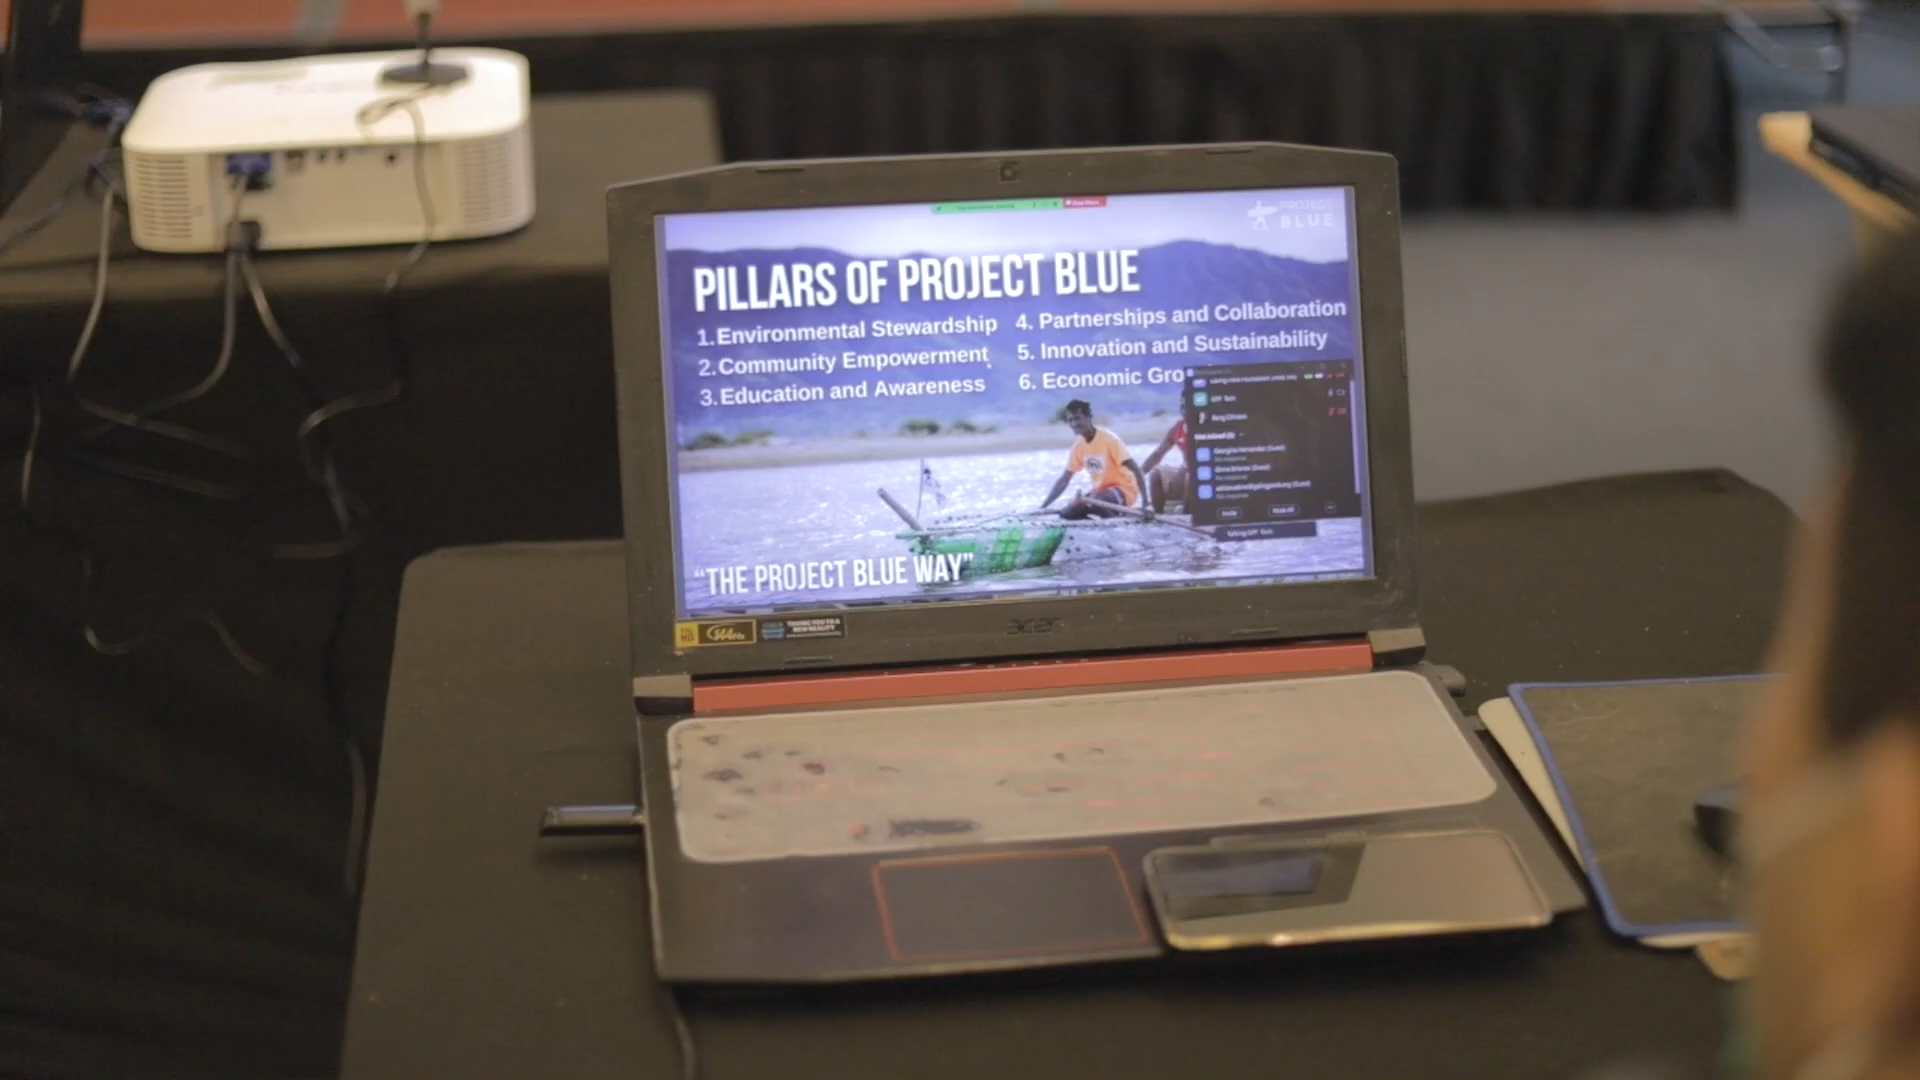 PROJECT
BLUE
PILLARS OF PROJECT BLUE
1. Environmental Stewardship
2. Community Empowerment
3. Education and Awareness
4. Partnerships and Collaboration
5. Innovation and Sustainability
6. Economic Gro
"THE PROJECT BLUE WAY"
acer